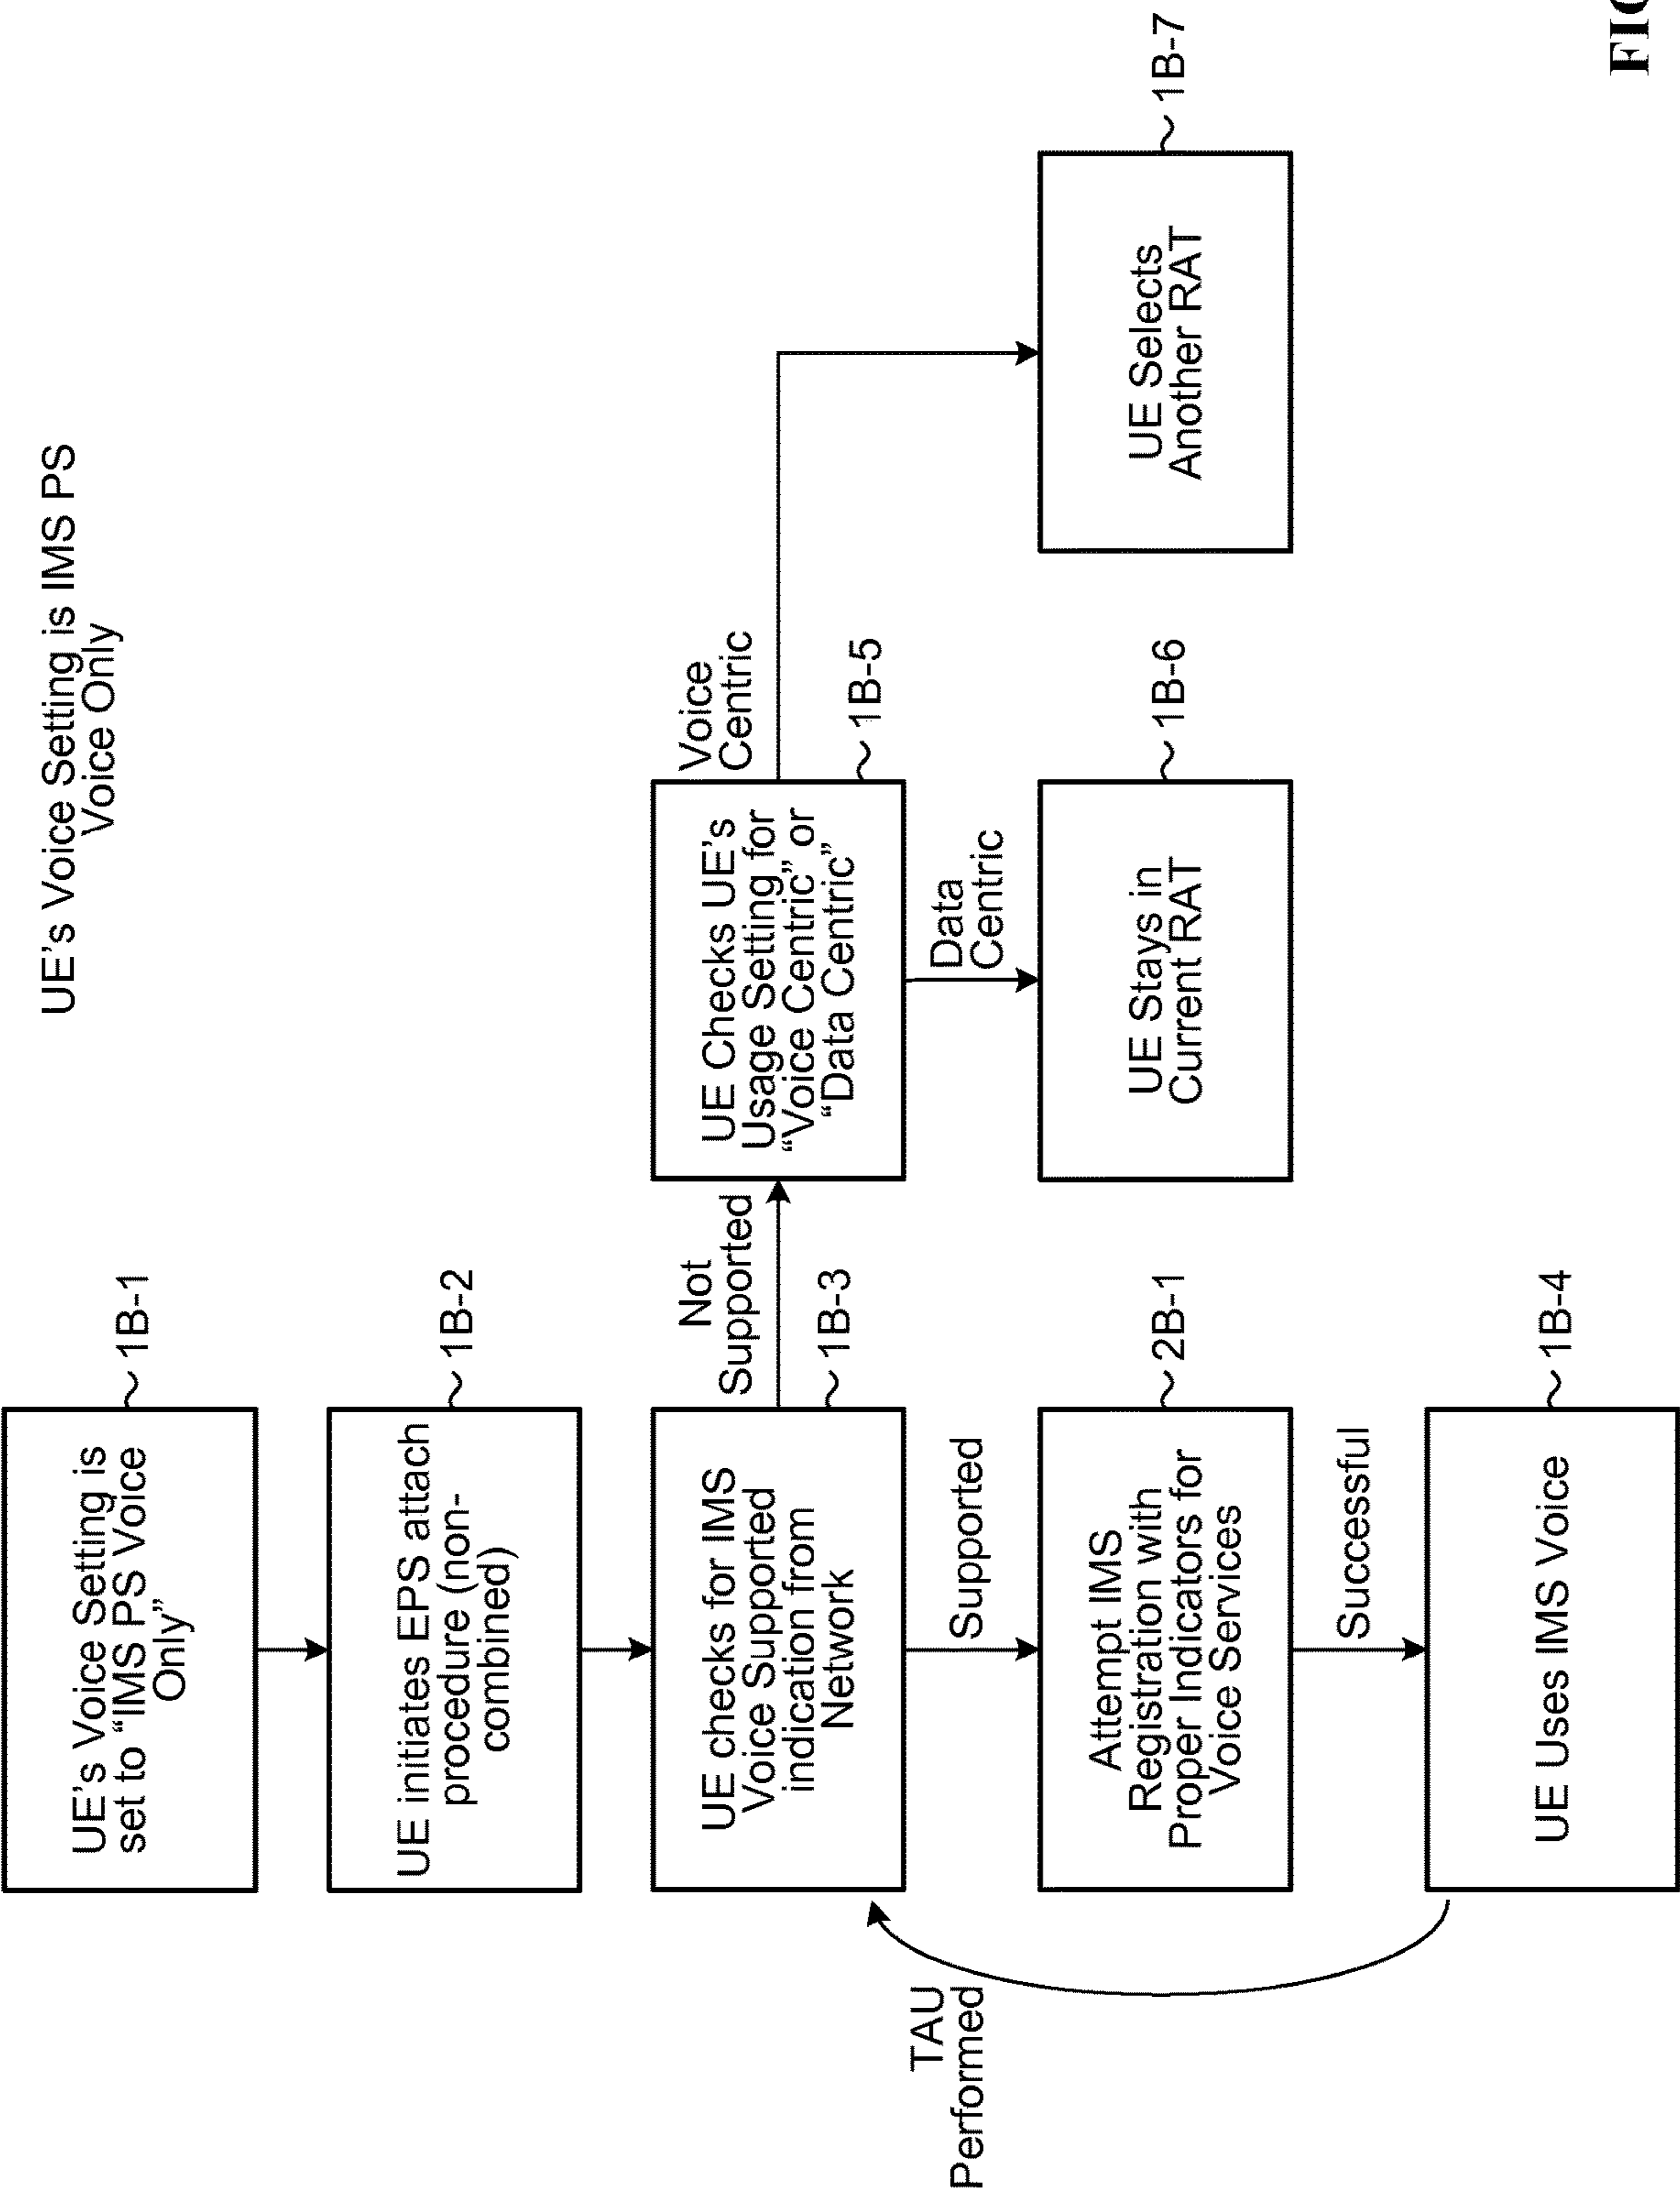 UE's Voice Setting is IMS PS
Voice Only
UE's Voice Setting is
set to “IMS PS Voice
Only”
1B-1
UE initiates EPS attach
procedure (non-
combined)
1B-2
UE checks for IMS
Voice Supported
indication from
Network
1B-3
Not
Supported
UE Checks UE's
Usage Setting for
“Voice Centric” or
“Data Centric”
1B-5
Voice
Centric
Data
Centric
TAU
Performed
Supported
Attempt IMS
Registration with
Proper Indicators for
Voice Services
2B-1
UE Stays in
Current RAT
1B-6
UE Selects
Another RAT
1B-7
Successful
UE Uses IMS Voice
1B-4